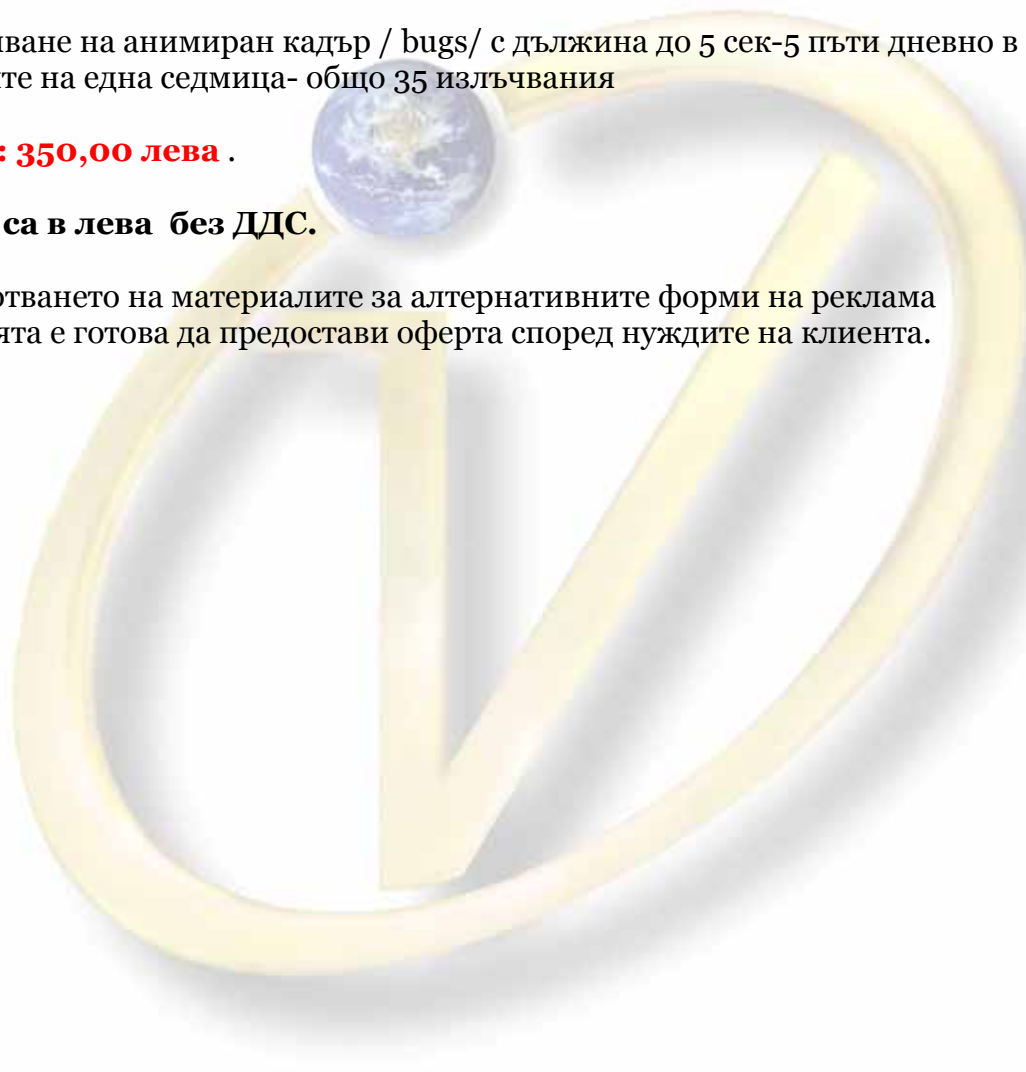 ване на анимиран кадър / bugs/ с дължина до 5 сек-5 пъти дневно в
те на една седмица- общо 35 излъчвания
: 350,00 лева .
са в лева  без ДДС.
отването на материалите за алтернативните форми на реклама
ята е готова да предостави оферта според нуждите на клиента.